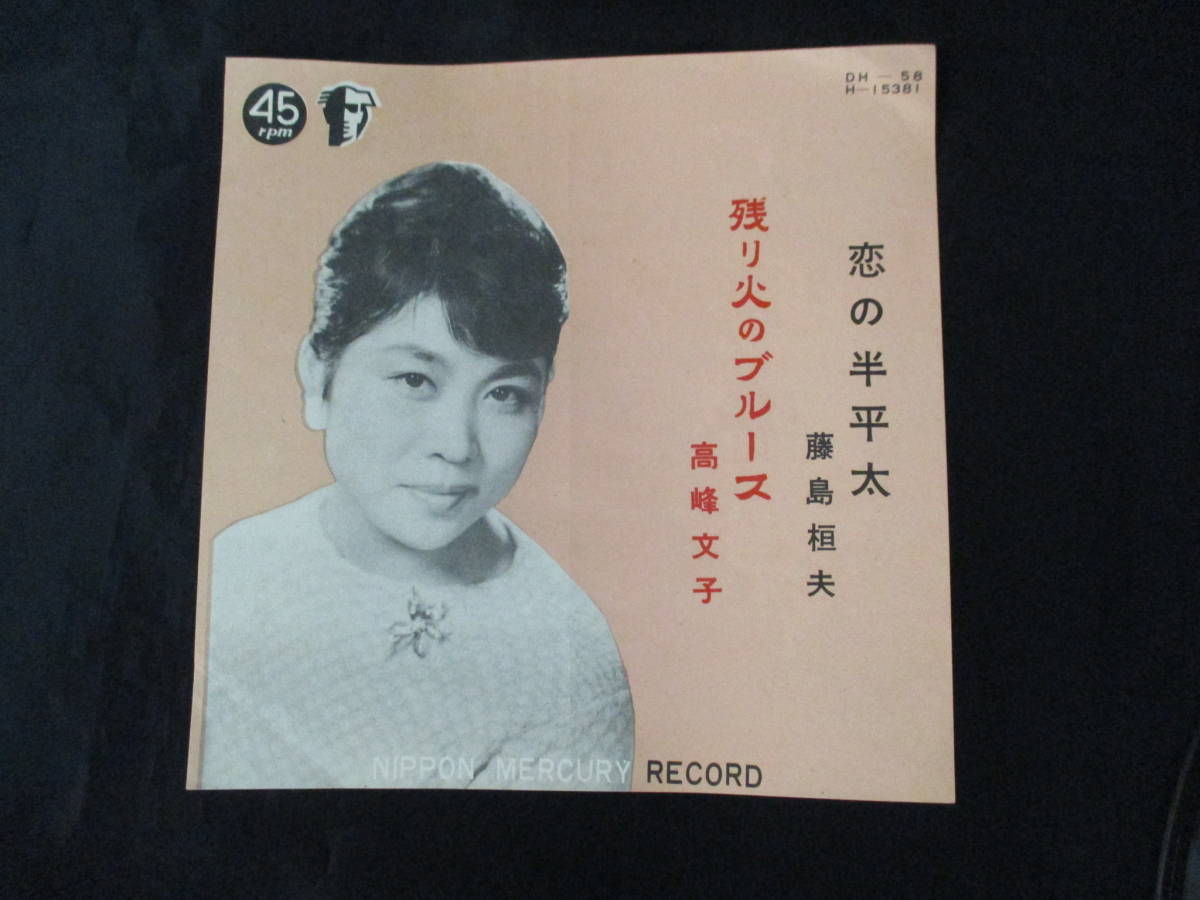 45
rpm
DH-58
H-15381
恋の半平太
藤島桓夫
残り火のブルース
高峰文子
NIPPON MERCURY RECORD